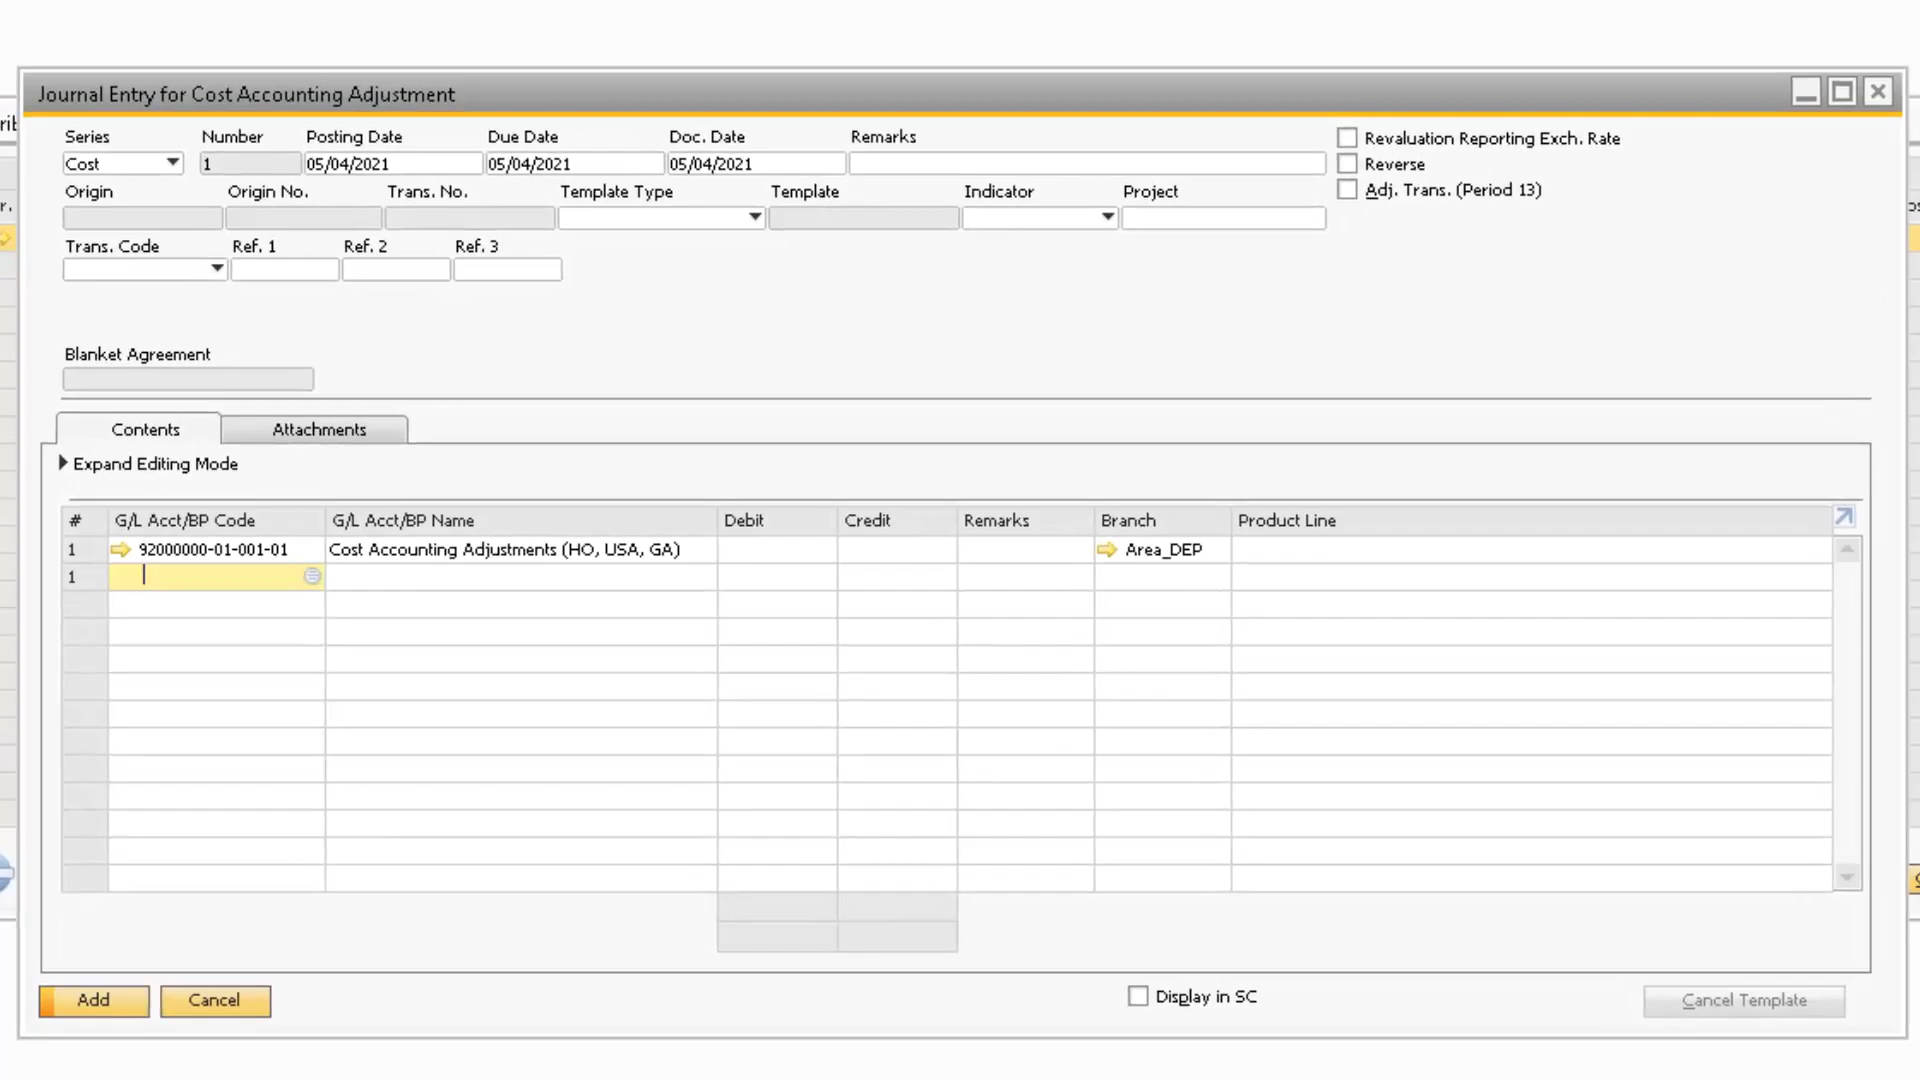 Journal Entry for Cost Accounting Adjustment
Series Number Posting Date Due Date Doc. Date Remarks
Revaluation Reporting Exch. Rate
Cost 1 05/04/2021 05/04/2021 05/04/2021
Reverse
Origin Origin No. Trans. No. Template Type Template Indicator Project
Adj. Trans. (Period 13)
Trans. Code Ref. 1 Ref. 2 Ref. 3
Blanket Agreement
Contents Attachments
Expand Editing Mode
# G/L Acct/BP Code G/L Acct/BP Name Debit Credit Remarks Branch Product Line
1 92000000-01-001-01 Cost Accounting Adjustments (HO, USA, GA) Area_DEP
1
Add Cancel Display in SC Cancel Template